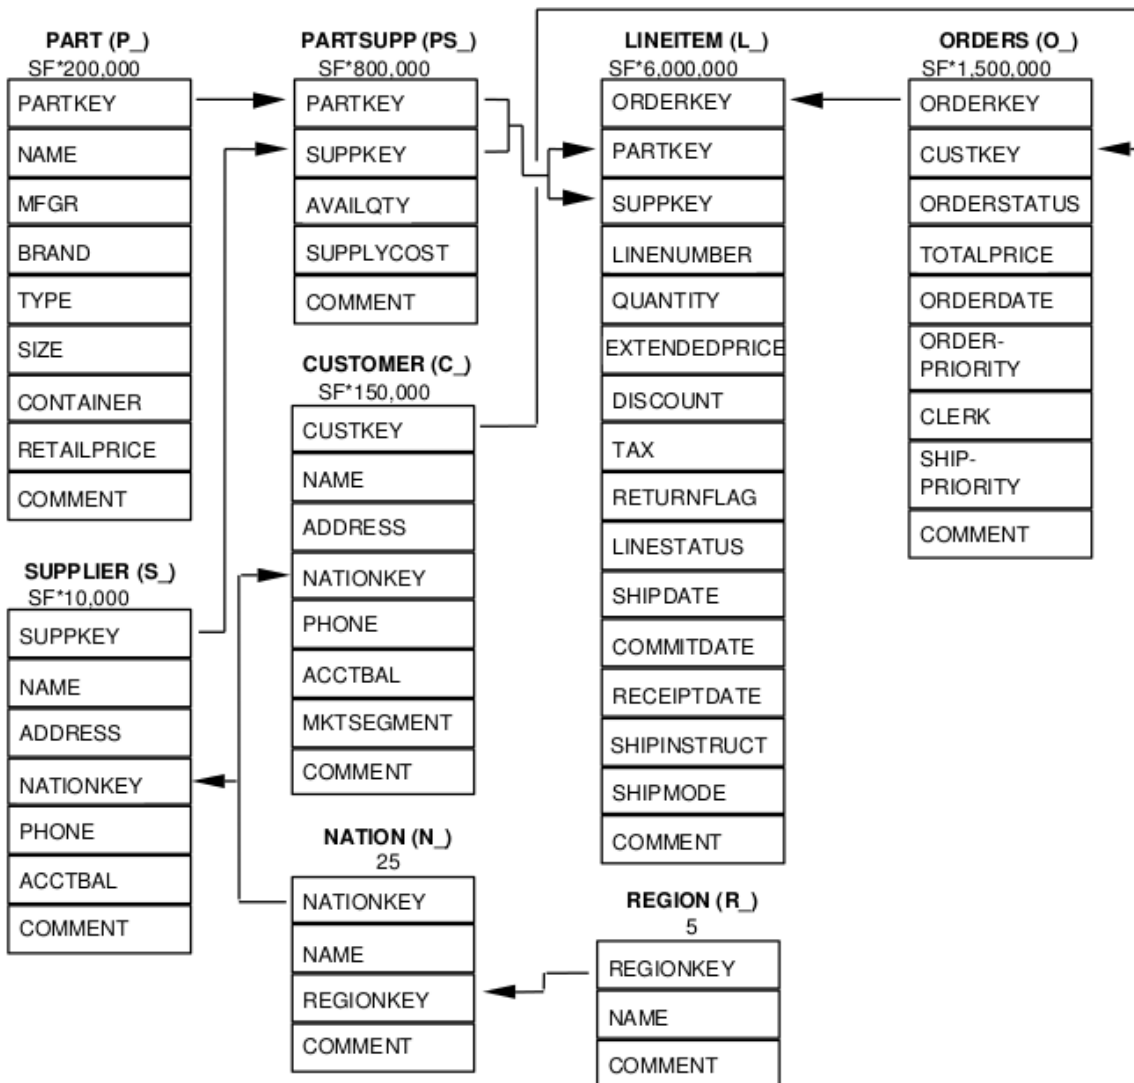 PART (P_)
SF*200,000
PARTKEY
NAME
MFGR
BRAND
TYPE
SIZE
CONTAINER
RETAILPRICE
COMMENT
SUPPLIER (S_)
SF*10,000
SUPPKEY
NAME
ADDRESS
NATIONKEY
PHONE
ACCTBAL
COMMENT
PARTSUPP (PS_)
SF*800,000
PARTKEY
SUPPKEY
AVAILQTY
SUPPLYCOST
COMMENT
CUSTOMER (C_)
SF*150,000
CUSTKEY
NAME
ADDRESS
NATIONKEY
PHONE
ACCTBAL
MKTSEGMENT
COMMENT
NATION (N_)
25
NATIONKEY
NAME
REGIONKEY
COMMENT
LINEITEM (L_)
SF*6,000,000
ORDERKEY
PARTKEY
SUPPKEY
LINENUMBER
QUANTITY
EXTENDEDPRICE
DISCOUNT
TAX
RETURNFLAG
LINESTATUS
SHIPDATE
COMMITDATE
RECEIPTDATE
SHIPINSTRUCT
SHIPMODE
COMMENT
REGION (R_)
5
REGIONKEY
NAME
COMMENT
ORDERS (O_)
SF*1,500,000
ORDERKEY
CUSTKEY
ORDERSTATUS
TOTALPRICE
ORDERDATE
ORDER-
PRIORITY
CLERK
SHIP-
PRIORITY
COMMENT